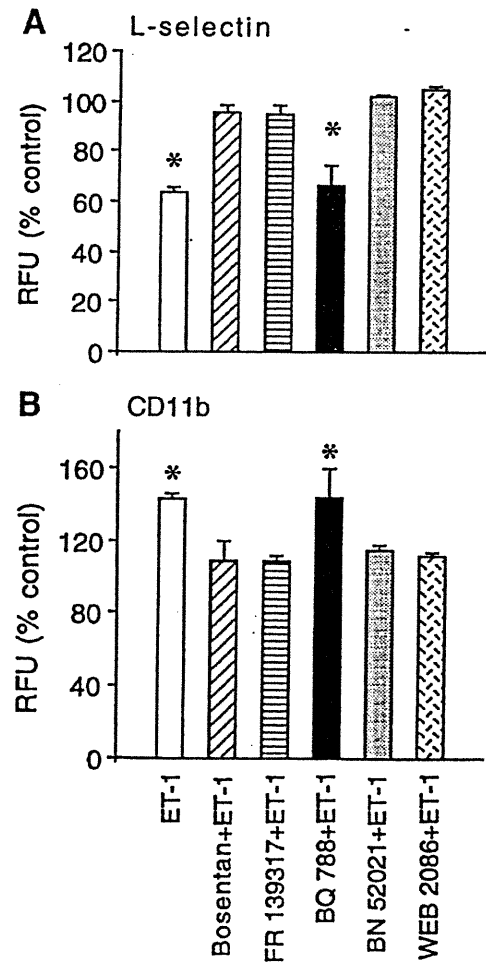 A L-selectin
120
100
80
60
40
20
0
RFU (% control)
*
*
B CD11b
160
120
80
40
0
RFU (% control)
*
*
ET-1
Bosentan+ET-1
FR 139317+ET-1
BQ 788+ET-1
BN 52021+ET-1
WEB 2086+ET-1